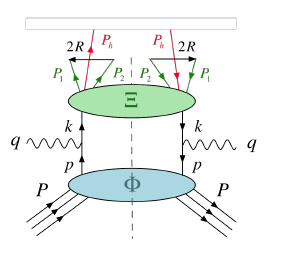 2R P_h P_h 2R
P_1 P_2 P_2 P_1
Ξ
k k
q q
p p
P Φ P